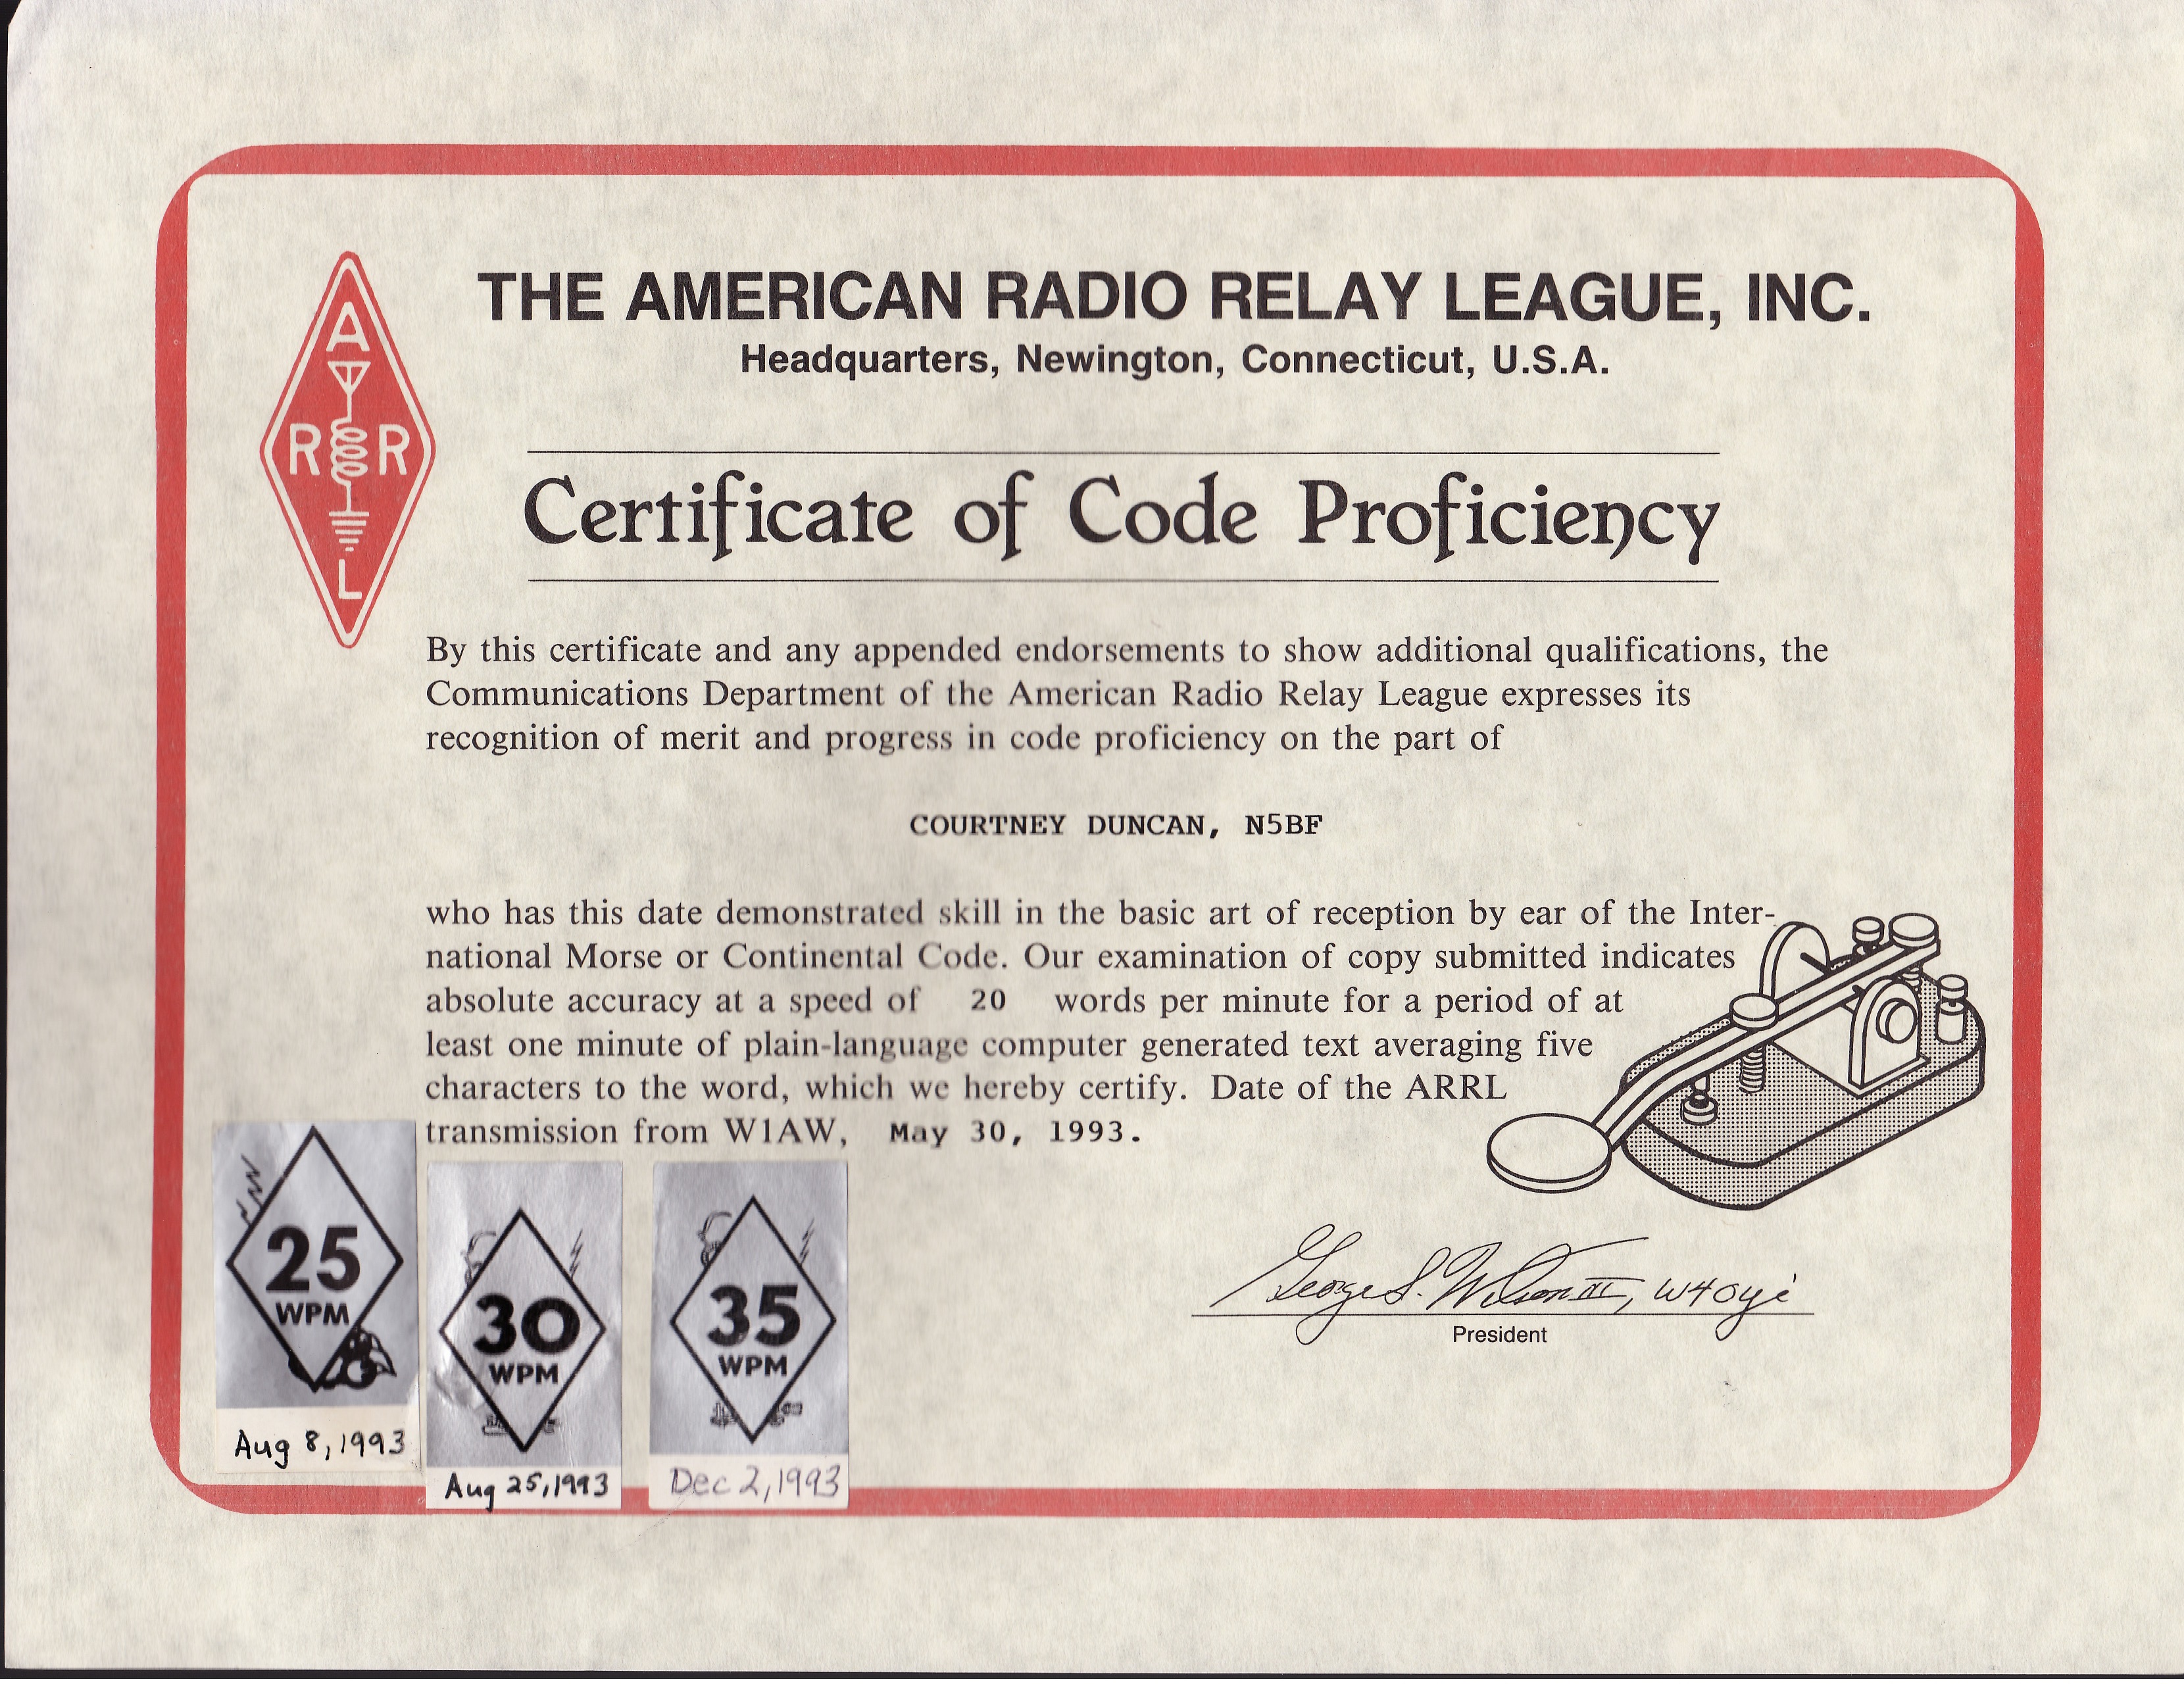 THE AMERICAN RADIO RELAY LEAGUE, INC.
Headquarters, Newington, Connecticut, U.S.A.
A
R R
L
Certificate of Code Proficiency
By this certificate and any appended endorsements to show additional qualifications, the
Communications Department of the American Radio Relay League expresses its
recognition of merit and progress in code proficiency on the part of
COURTNEY DUNCAN, N5BF
who has this date demonstrated skill in the basic art of reception by ear of the Inter-
national Morse or Continental Code. Our examination of copy submitted indicates
absolute accuracy at a speed of 20 words per minute for a period of at
least one minute of plain-language computer generated text averaging five
characters to the word, which we hereby certify. Date of the ARRL
transmission from W1AW, May 30, 1993.
25
WPM
Aug 8, 1993
30
WPM
Aug 25, 1993
35
WPM
Dec 2, 1993
George S. Wilson III, W4OYI
President